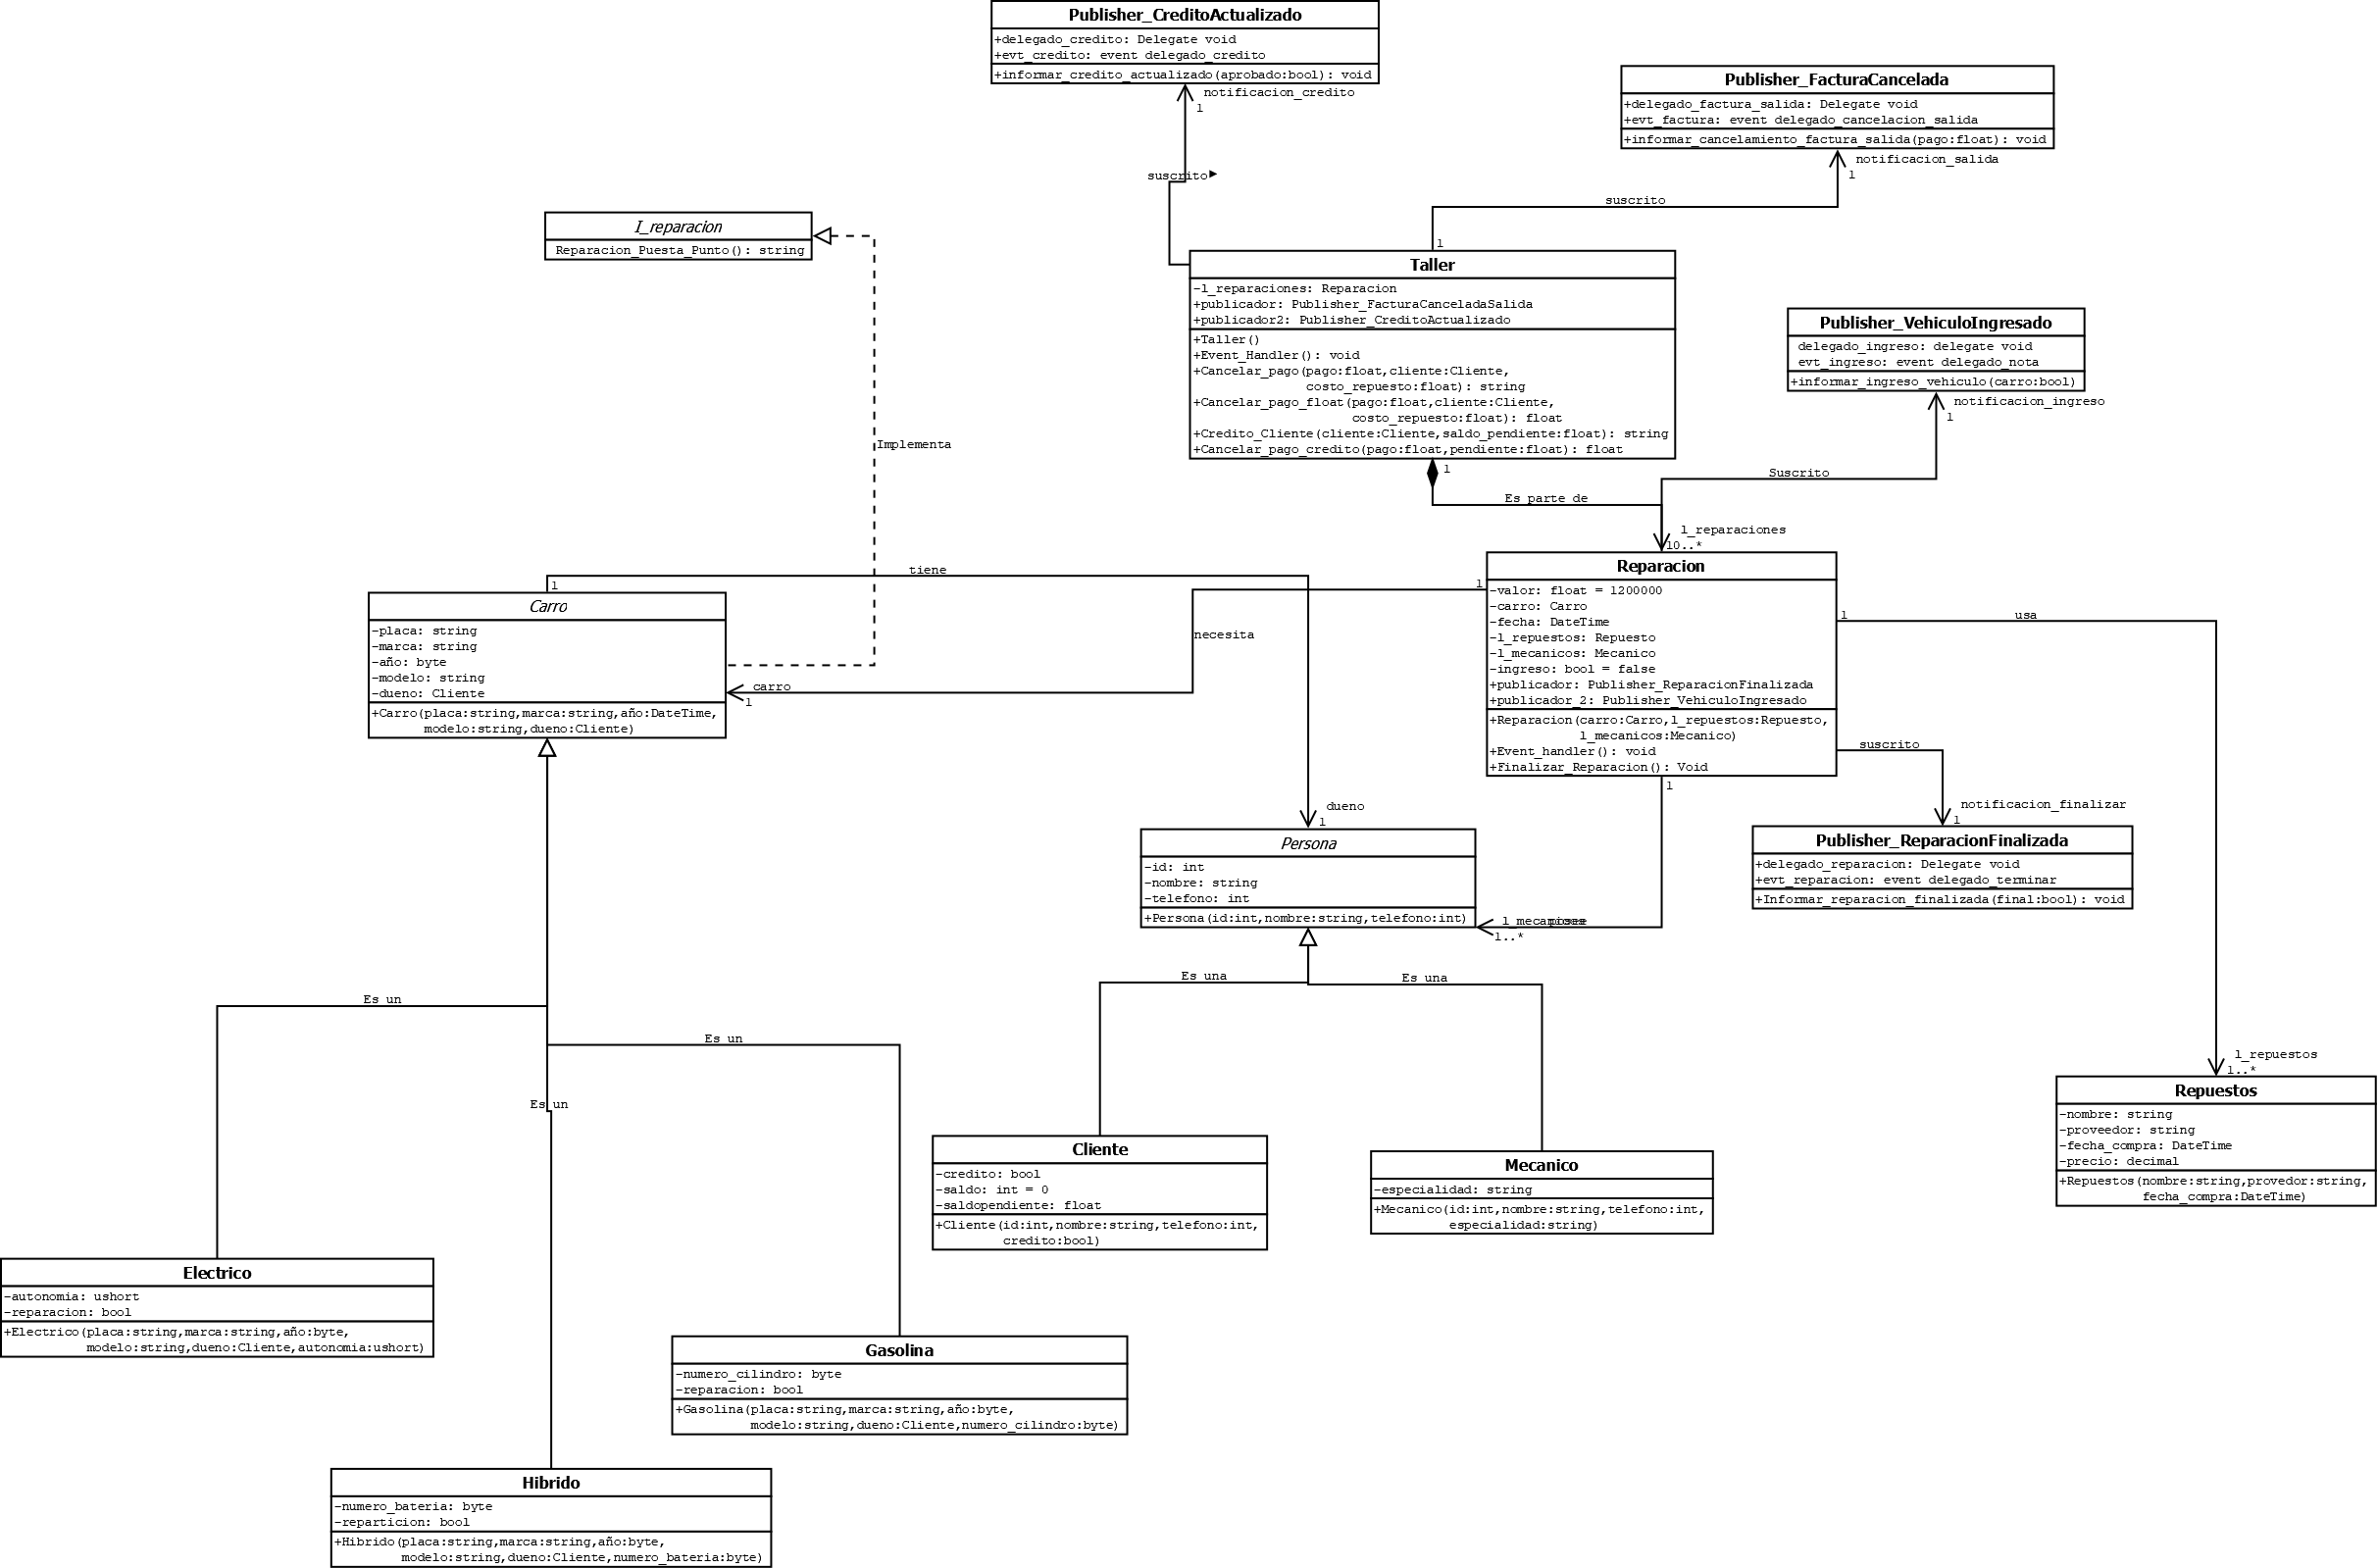 Publisher_CreditoActualizado
+delegado_credito: Delegate void
+evt_credito: event delegado_credito
+informar_credito_actualizado(aprobado:bool): void
notificacion_credito
1
suscrito
Publisher_FacturaCancelada
+delegado_factura_salida: Delegate void
+evt_factura: event delegado_cancelacion_salida
+informar_cancelamiento_factura_salida(pago:float): void
notificacion_salida
1
suscrito
1
I_reparacion
Reparacion_Puesta_Punto(): string
Implementa
Taller
-l_reparaciones: Reparacion
+publicador: Publisher_FacturaCanceladaSalida
+publicador2: Publisher_CreditoActualizado
+Taller()
+Event_Handler(): void
+Cancelar_pago(pago:float,cliente:Cliente,
costo_repuesto:float): string
+Cancelar_pago_float(pago:float,cliente:Cliente,
costo_repuesto:float): float
+Credito_Cliente(cliente:Cliente,saldo_pendiente:float): string
+Cancelar_pago_credito(pago:float,pendiente:float): float
1
Es parte de
Publisher_VehiculoIngresado
delegado_ingreso: delegate void
evt_ingreso: event delegado_nota
+informar_ingreso_vehiculo(carro:bool)
notificacion_ingreso
1
Suscrito
l_reparaciones
10..*
Reparacion
-valor: float = 1200000
-carro: Carro
-fecha: DateTime
-l_repuestos: Repuesto
-l_mecanicos: Mecanico
-ingreso: bool = false
+publicador: Publisher_ReparacionFinalizada
+publicador_2: Publisher_VehiculoIngresado
+Reparacion(carro:Carro,l_repuestos:Repuesto,
l_mecanicos:Mecanico)
+Event_handler(): void
+Finalizar_Reparacion(): Void
1
necesita
carro
1
tiene
1
Carro
-placa: string
-marca: string
-año: byte
-modelo: string
-dueno: Cliente
+Carro(placa:string,marca:string,año:DateTime,
modelo:string,dueno:Cliente)
1
usa
suscrito
notificacion_finalizar
1
Publisher_ReparacionFinalizada
+delegado_reparacion: Delegate void
+evt_reparacion: event delegado_terminar
+Informar_reparacion_finalizada(final:bool): void
dueno
1
Persona
-id: int
-nombre: string
-telefono: int
+Persona(id:int,nombre:string,telefono:int)
1
1..*
Es una
Es una
Es un
Es un
Es un
l_repuestos
1..*
Repuestos
-nombre: string
-proveedor: string
-fecha_compra: DateTime
-precio: decimal
+Repuestos(nombre:string,provedor:string,
fecha_compra:DateTime)
Cliente
-credito: bool
-saldo: int = 0
-saldopendiente: float
+Cliente(id:int,nombre:string,telefono:int,
credito:bool)
Mecanico
-especialidad: string
+Mecanico(id:int,nombre:string,telefono:int,
especialidad:string)
Electrico
-autonomia: ushort
-reparacion: bool
+Electrico(placa:string,marca:string,año:byte,
modelo:string,dueno:Cliente,autonomia:ushort)
Gasolina
-numero_cilindro: byte
-reparacion: bool
+Gasolina(placa:string,marca:string,año:byte,
modelo:string,dueno:Cliente,numero_cilindro:byte)
Hibrido
-numero_bateria: byte
-reparticion: bool
+Hibrido(placa:string,marca:string,año:byte,
modelo:string,dueno:Cliente,numero_bateria:byte)